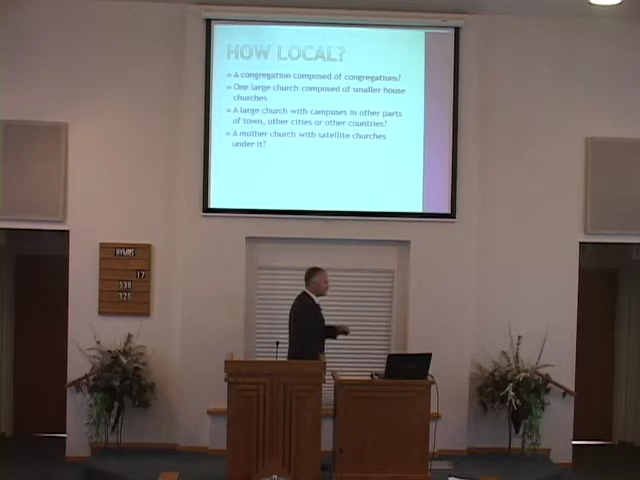 HOW LOCAL?
A congregation composed of congregations?
One large church composed of smaller house
churches
A large church with campuses in other parts
of town, other cities or other countries?
A mother church with satellite churches
under it?
HYMNS
17
538
325